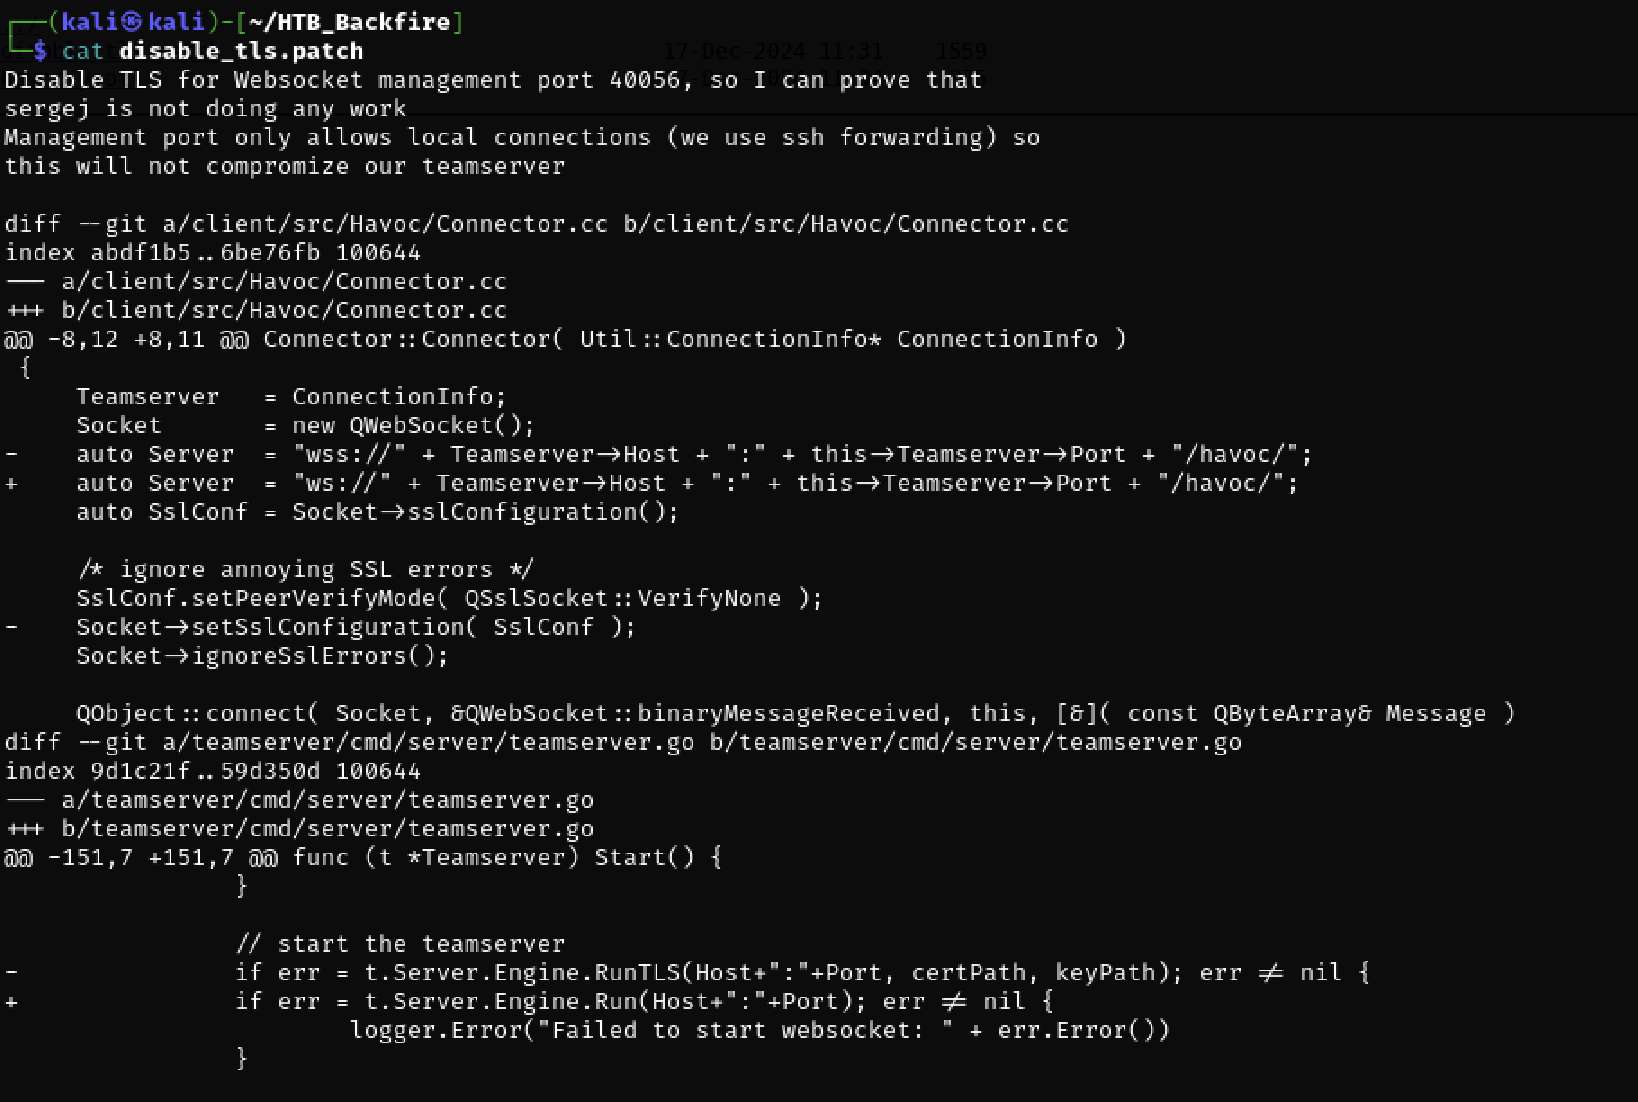 ┌──(kali㉿kali)-[~/HTB_Backfire]
└─$ cat disable_tls.patch
17-Dec-2024 11:31    1559
Disable TLS for Websocket management port 40056, so I can prove that
sergej is not doing any work
Management port only allows local connections (we use ssh forwarding) so
this will not compromize our teamserver

diff --git a/client/src/Havoc/Connector.cc b/client/src/Havoc/Connector.cc
index abdf1b5..6be76fb 100644
--- a/client/src/Havoc/Connector.cc
+++ b/client/src/Havoc/Connector.cc
@@ -8,12 +8,11 @@ Connector::Connector( Util::ConnectionInfo* ConnectionInfo )
 {
     Teamserver   = ConnectionInfo;
     Socket       = new QWebSocket();
-    auto Server  = "wss://" + Teamserver->Host + ":" + this->Teamserver->Port + "/havoc/";
+    auto Server  = "ws://" + Teamserver->Host + ":" + this->Teamserver->Port + "/havoc/";
     auto SslConf = Socket->sslConfiguration();

     /* ignore annoying SSL errors */
     SslConf.setPeerVerifyMode( QSslSocket::VerifyNone );
-    Socket->setSslConfiguration( SslConf );
     Socket->ignoreSslErrors();

     QObject::connect( Socket, &QWebSocket::binaryMessageReceived, this, [&]( const QByteArray& Message )
diff --git a/teamserver/cmd/server/teamserver.go b/teamserver/cmd/server/teamserver.go
index 9d1c21f..59d350d 100644
--- a/teamserver/cmd/server/teamserver.go
+++ b/teamserver/cmd/server/teamserver.go
@@ -151,7 +151,7 @@ func (t *Teamserver) Start() {
                }

                // start the teamserver
-               if err = t.Server.Engine.RunTLS(Host+":"+Port, certPath, keyPath); err != nil {
+               if err = t.Server.Engine.Run(Host+":"+Port); err != nil {
                        logger.Error("Failed to start websocket: " + err.Error())
                }